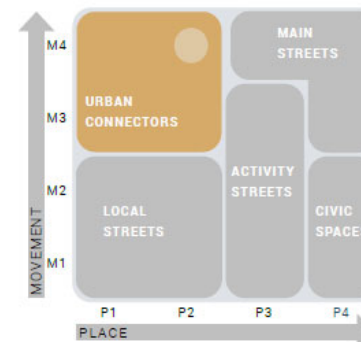 M4
MAIN
STREETS
URBAN
CONNECTORS
M3
ACTIVITY
STREETS
M2
LOCAL
STREETS
CIVIC
SPACE
M1
MOVEMENT
P1 P2 P3 P4
PLACE